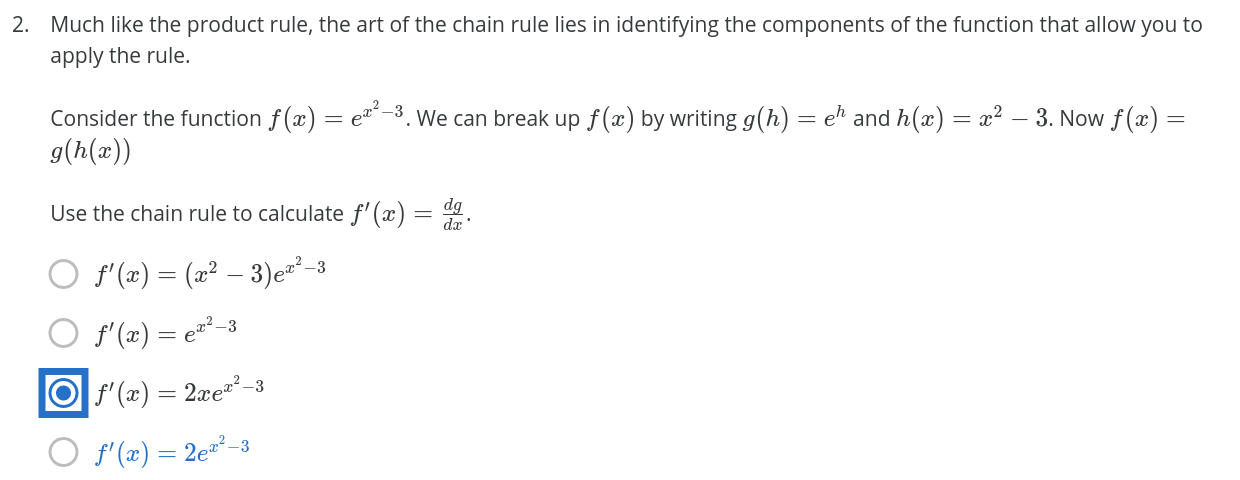 2. Much like the product rule, the art of the chain rule lies in identifying the components of the function that allow you to
apply the rule.
Consider the function f(x) = e^{x^2−3}. We can break up f(x) by writing g(h) = e^h and h(x) = x^2 − 3. Now f(x) =
g(h(x))
Use the chain rule to calculate f′(x) = \frac{dg}{dx}.
f′(x) = (x^2 − 3)e^{x^2−3}
f′(x) = e^{x^2−3}
f′(x) = 2xe^{x^2−3}
f′(x) = 2e^{x^2−3}